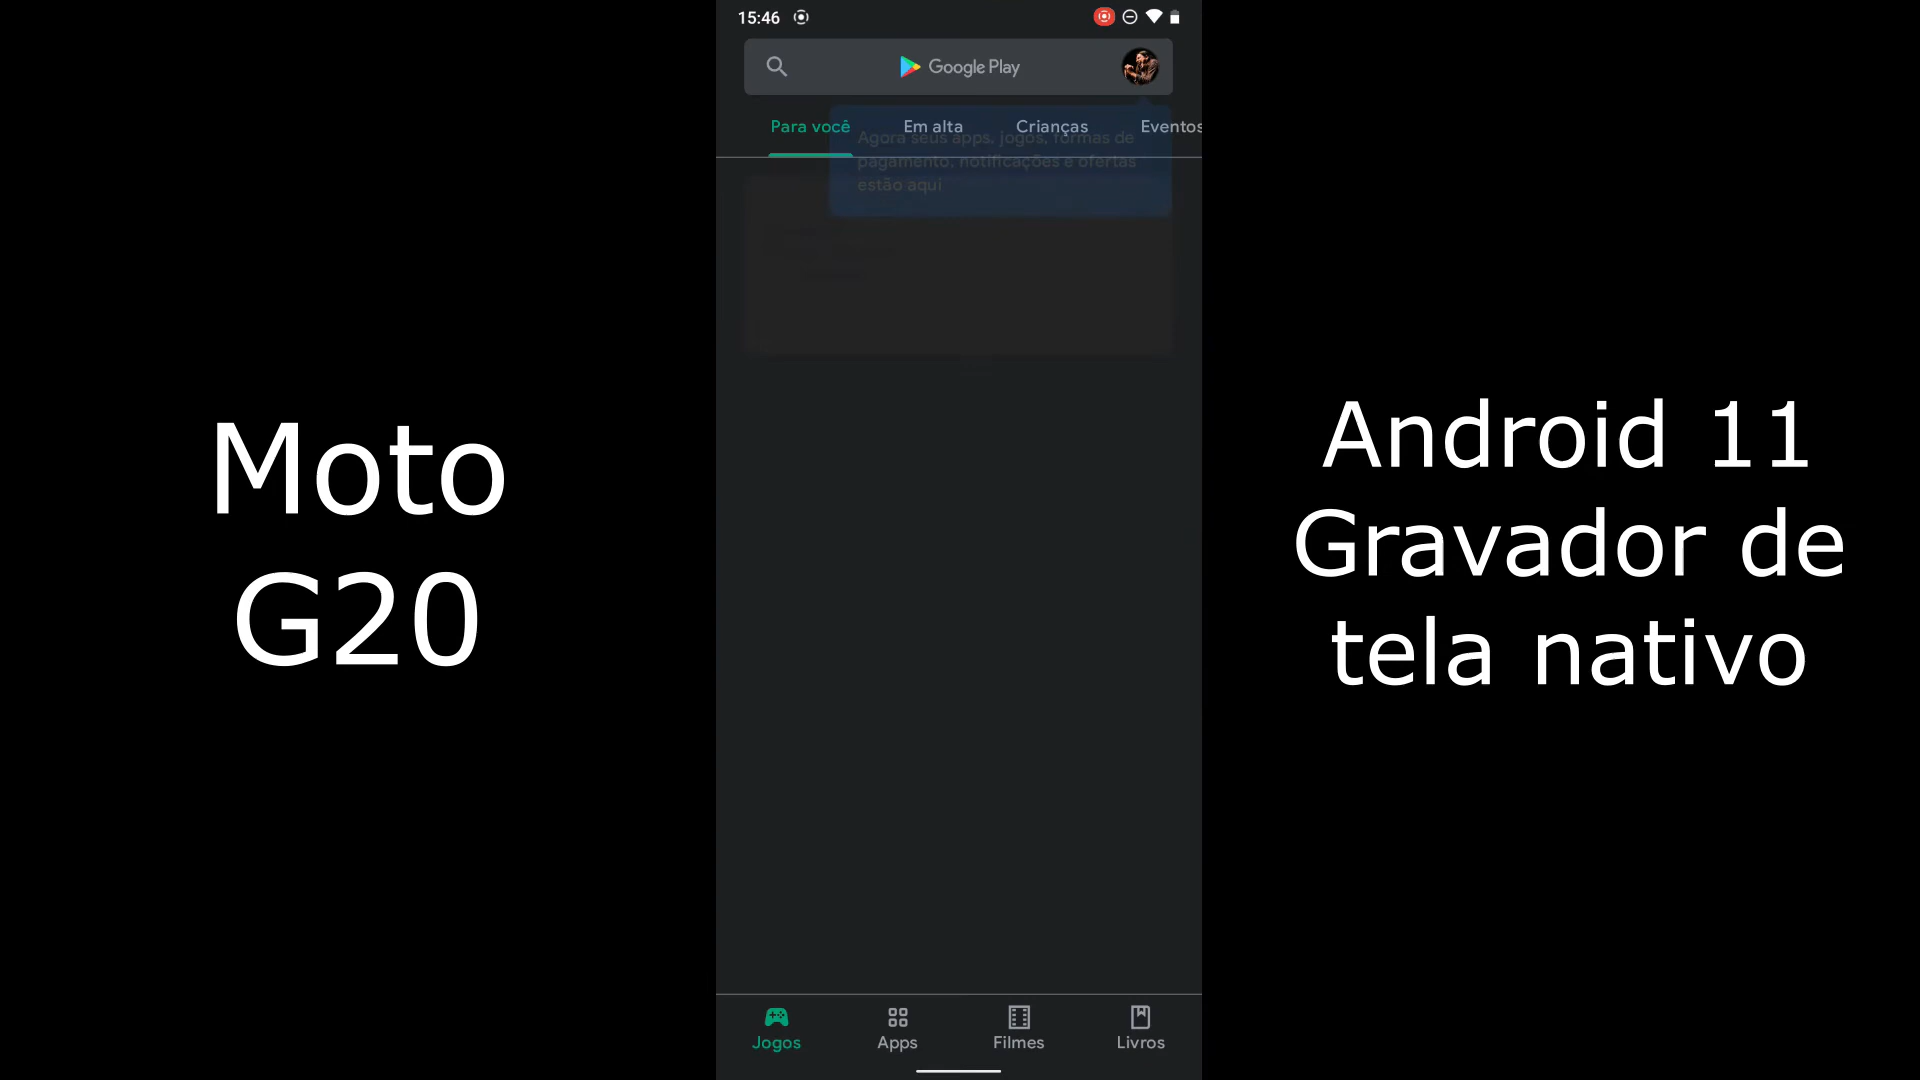 15:46
Google Play
Para você Em alta Crianças Eventos
Agora seus apps, jogos, formas de
pagamento, notificações e ofertas
estão aqui
Moto
G20
Android 11
Gravador de
tela nativo
Jogos Apps Filmes Livros